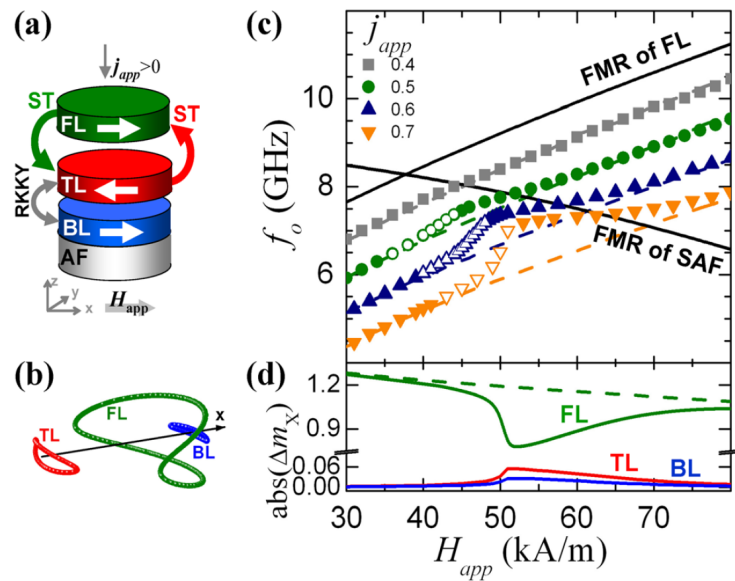 (a)
j_app>0
ST
ST
FL
TL
RKKY
BL
AF
z
y
x
H_app
(b)
FL
x
TL
BL
(c)
j_app
0.4
0.5
0.6
0.7
FMR of FL
FMR of SAF
f_o (GHz)
10
8
6
(d)
abs(Δm_X)
1.2
0.9
0.06
0.00
FL
TL
BL
30 40 50 60 70
H_app (kA/m)